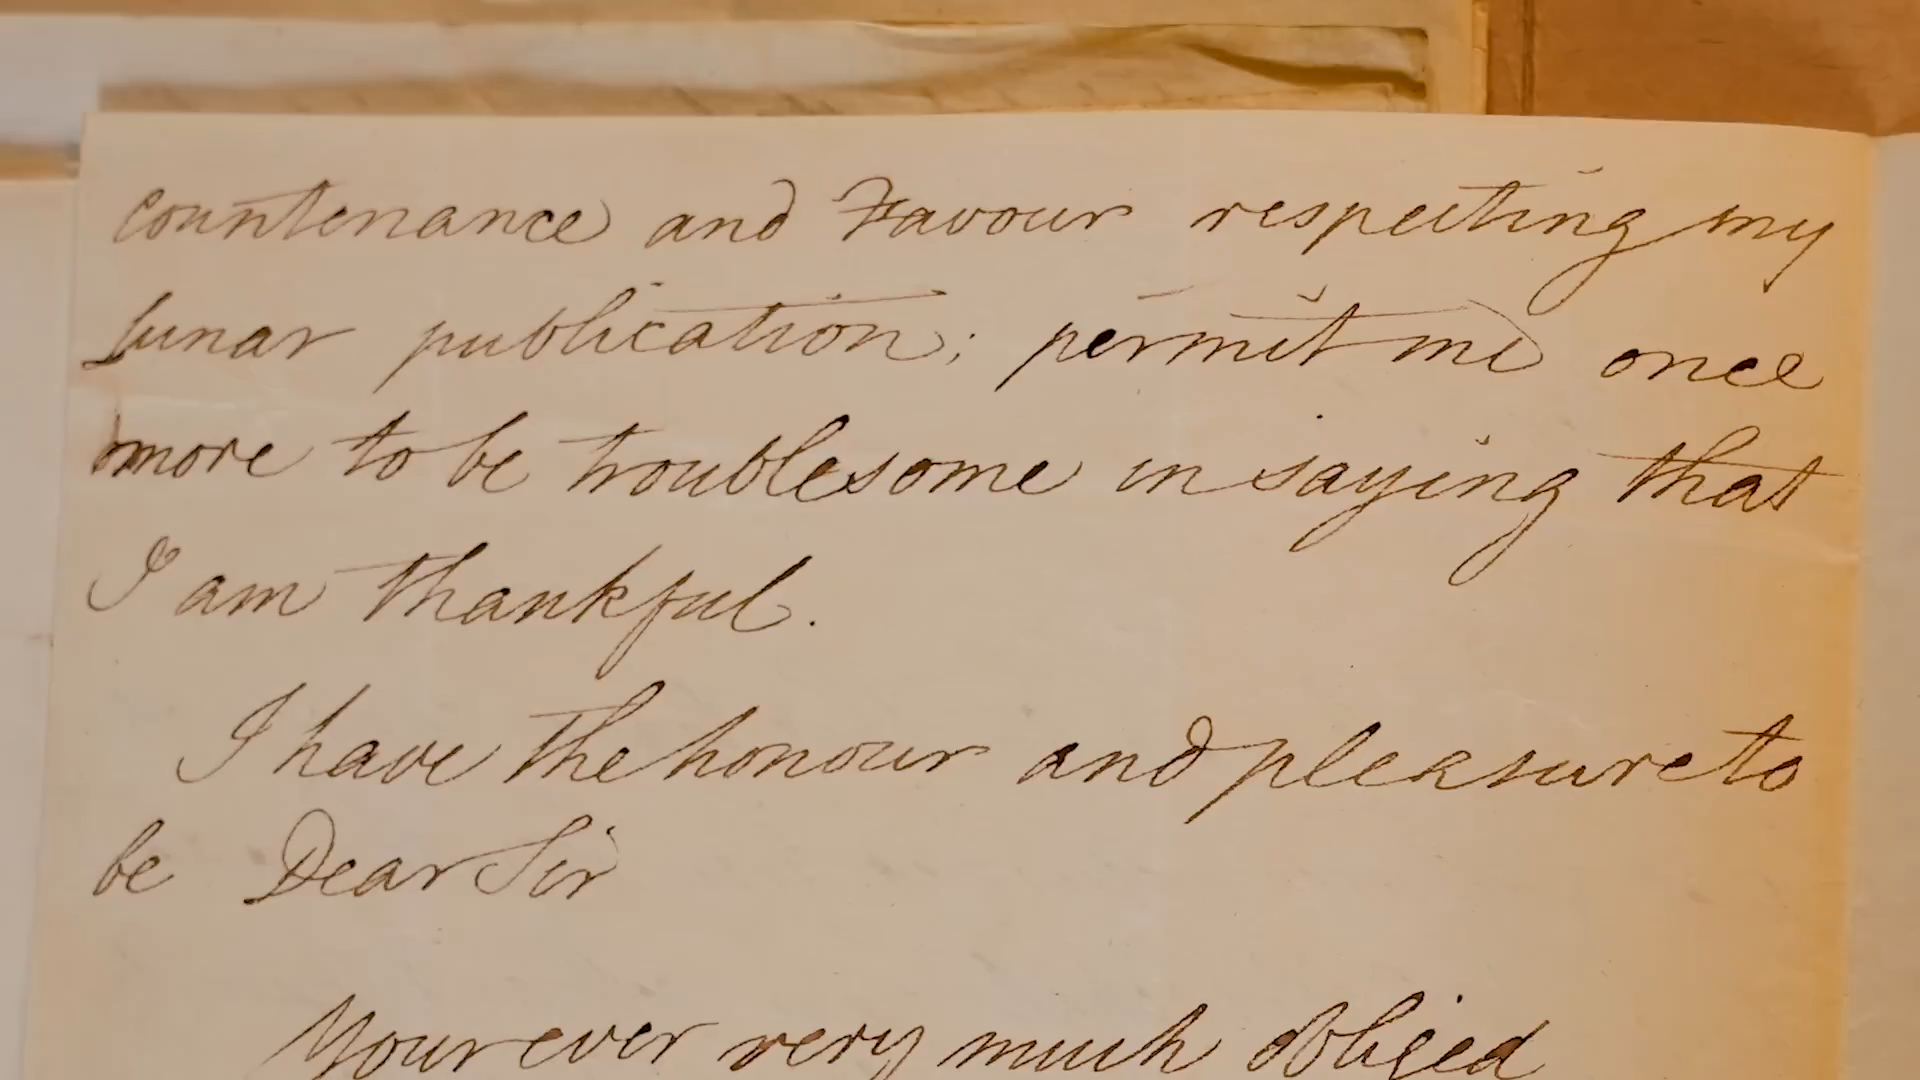 countenance and Favour respecting my
lunar publication; permit me once
more to be troublesome in saying that
I am thankful.
I have the honour and pleasure to
be Dear Sir
Your ever very much obliged